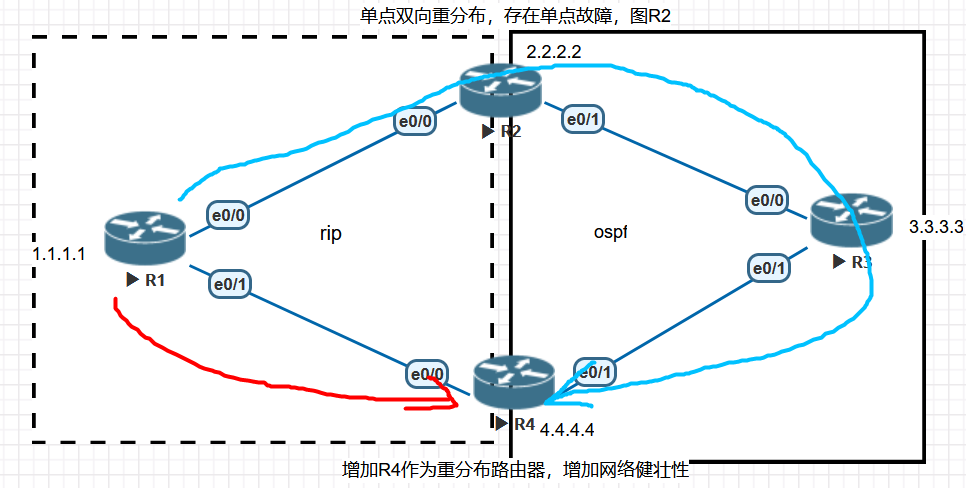 单点双向重分布，存在单点故障，图R2
2.2.2.2
R2
e0/0
e0/1
e0/0
e0/0
3.3.3.3
rip
ospf
1.1.1.1
R1
R3
e0/1
e0/1
e0/0
e0/1
R4
4.4.4.4
增加R4作为重分布路由器，增加网络健壮性